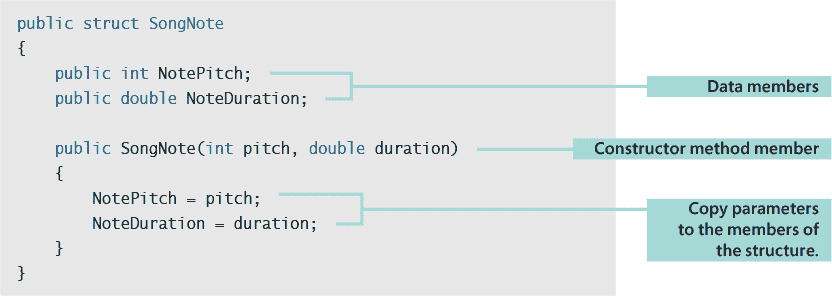 public struct SongNote
{
    public int NotePitch;
    public double NoteDuration;
Data members
    public SongNote(int pitch, double duration)
Constructor method member
    {
        NotePitch = pitch;
        NoteDuration = duration;
Copy parameters
to the members of
the structure.
    }
}